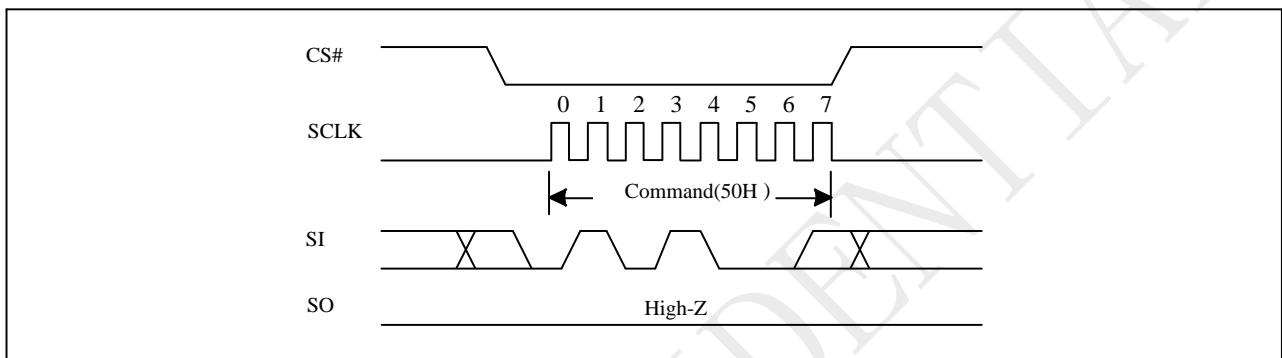 CS#
0 1 2 3 4 5 6 7
SCLK
Command(50H )
SI
SO
High-Z